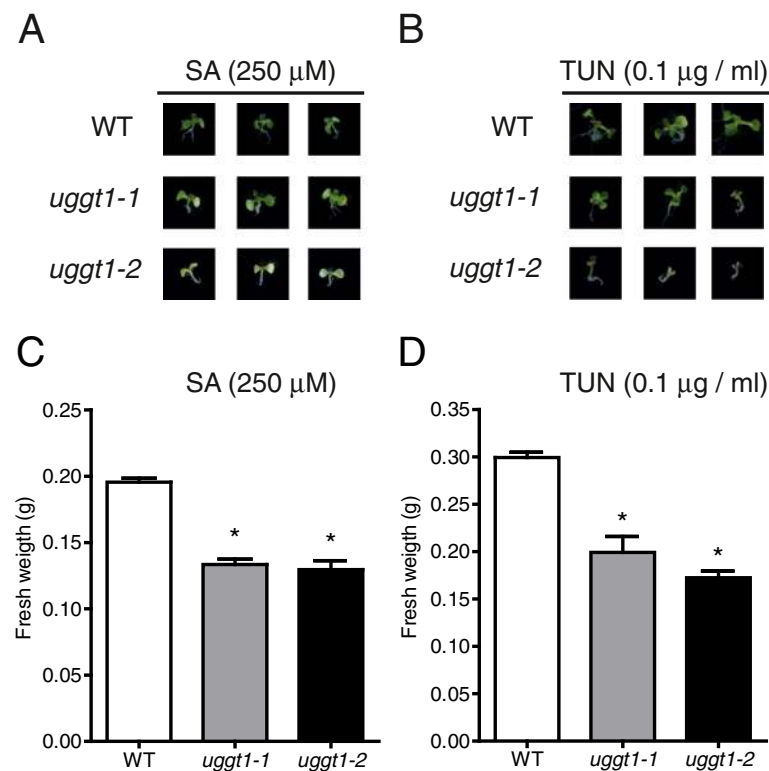 A
SA (250 μM)
WT
uggt1-1
uggt1-2
B
TUN (0.1 μg / ml)
WT
uggt1-1
uggt1-2
C
SA (250 μM)
Fresh weigth (g)
0.25
0.20
0.15
0.10
0.05
0.00
*
*
WT uggt1-1 uggt1-2
D
TUN (0.1 μg / ml)
Fresh weigth (g)
0.35
0.30
0.25
0.20
0.15
0.10
0.05
0.00
*
*
WT uggt1-1 uggt1-2